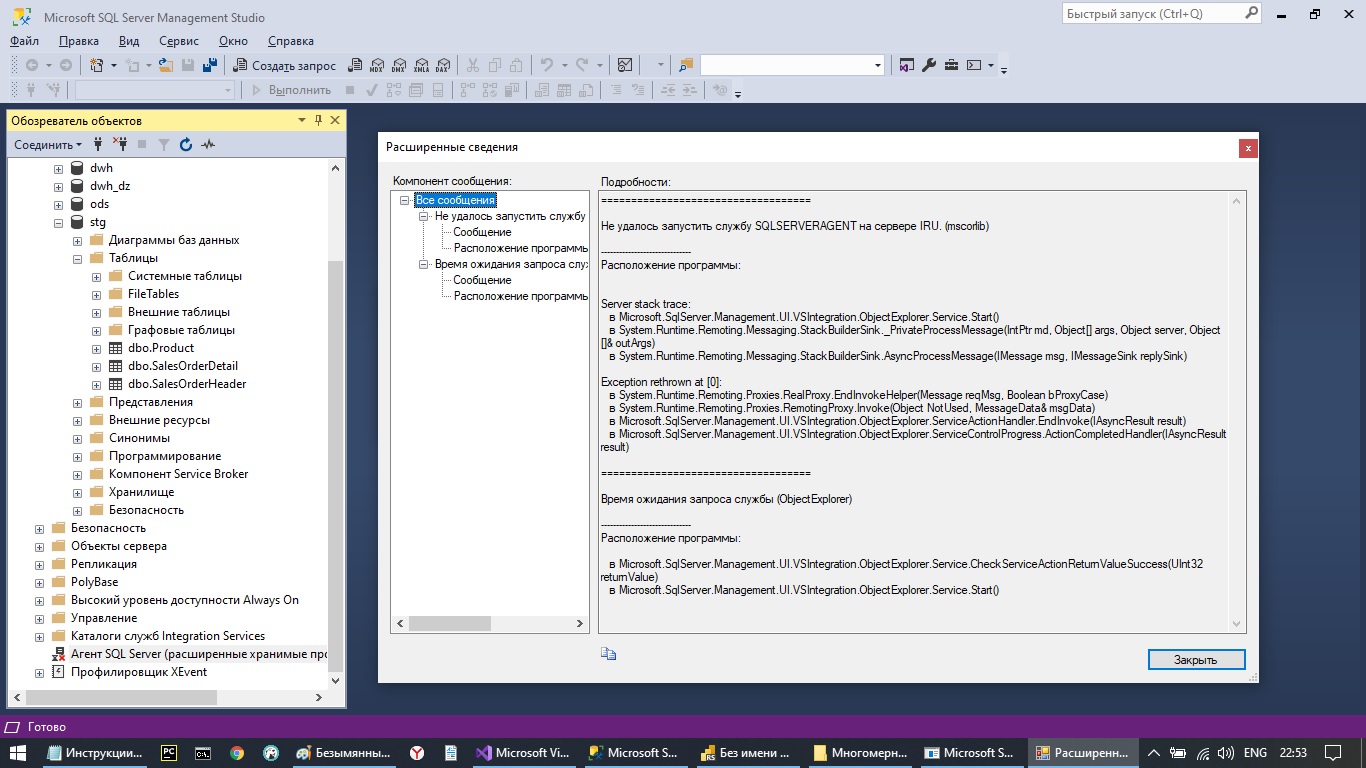 Microsoft SQL Server Management Studio
Быстрый запуск (Ctrl+Q)
Файл Правка Вид Сервис Окно Справка
Создать запрос
MDX DMX XMLA DAX
Выполнить
Обозреватель объектов
Соединить
dwh
dwh_dz
ods
stg
Диаграммы баз данных
Таблицы
Системные таблицы
FileTables
Внешние таблицы
Графовые таблицы
dbo.Product
dbo.SalesOrderDetail
dbo.SalesOrderHeader
Представления
Внешние ресурсы
Синонимы
Программирование
Компонент Service Broker
Хранилище
Безопасность
Безопасность
Объекты сервера
Репликация
PolyBase
Высокий уровень доступности Always On
Управление
Каталоги служб Integration Services
Агент SQL Server (расширенные хранимые про
Профилировщик XEvent
Расширенные сведения
Компонент сообщения:
Все сообщения
Не удалось запустить службу
Сообщение
Расположение программы
Время ожидания запроса слу
Сообщение
Расположение программы
Подробности:
===================================
Не удалось запустить службу SQLSERVERAGENT на сервере IRU. (mscorlib)
------------------------------
Расположение программы:
Server stack trace:
в Microsoft.SqlServer.Management.UI.VSIntegration.ObjectExplorer.Service.Start()
в System.Runtime.Remoting.Messaging.StackBuilderSink._PrivateProcessMessage(IntPtr md, Object[] args, Object server, Object
[]& outArgs)
в System.Runtime.Remoting.Messaging.StackBuilderSink.AsyncProcessMessage(IMessage msg, IMessageSink replySink)
Exception rethrown at [0]:
в System.Runtime.Remoting.Proxies.RealProxy.EndInvokeHelper(Message reqMsg, Boolean bProxyCase)
в System.Runtime.Remoting.Proxies.RemotingProxy.Invoke(Object NotUsed, MessageData& msgData)
в Microsoft.SqlServer.Management.UI.VSIntegration.ObjectExplorer.ServiceActionHandler.EndInvoke(IAsyncResult result)
в Microsoft.SqlServer.Management.UI.VSIntegration.ObjectExplorer.ServiceControlProgress.ActionCompletedHandler(IAsyncResult
result)
===================================
Время ожидания запроса службы (ObjectExplorer)
------------------------------
Расположение программы:
в Microsoft.SqlServer.Management.UI.VSIntegration.ObjectExplorer.Service.CheckServiceActionReturnValueSuccess(UInt32
returnValue)
в Microsoft.SqlServer.Management.UI.VSIntegration.ObjectExplorer.Service.Start()
Закрыть
Готово
Инструкции... PC Безымянны... Microsoft Vi... Microsoft S... Без имени ... Многомерн... Microsoft S... Расширенн... ENG 22:53